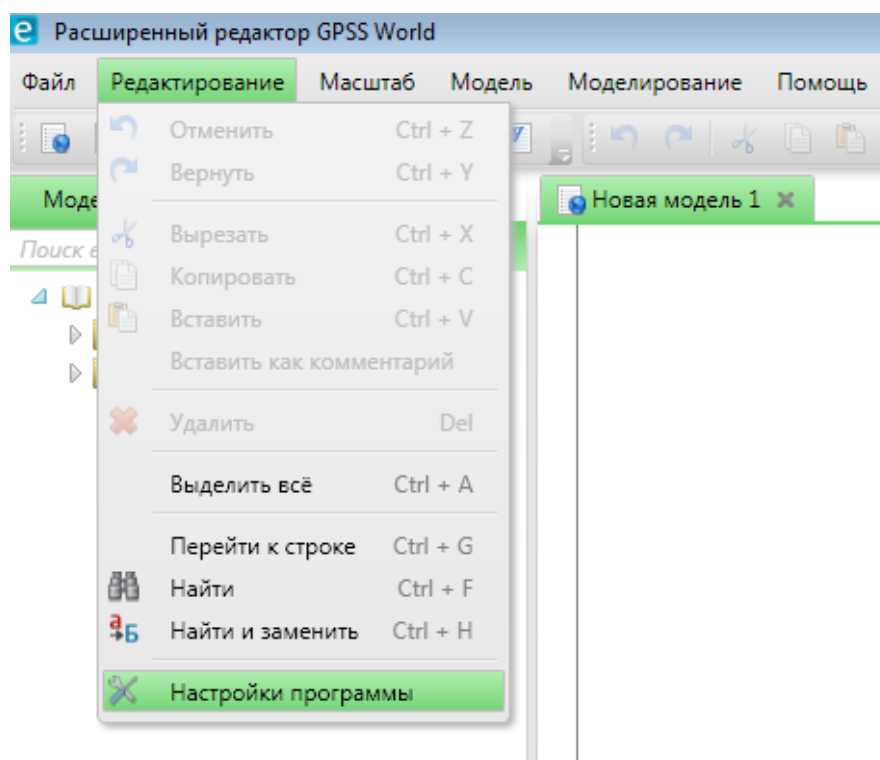 Расширенный редактор GPSS World
Файл Редактирование Масштаб Модель Моделирование Помощь
Отменить Ctrl + Z
Вернуть Ctrl + Y
Моде
Новая модель 1
Вырезать Ctrl + X
Поиск
Копировать Ctrl + C
Вставить Ctrl + V
Вставить как комментарий
Удалить Del
Выделить всё Ctrl + A
Перейти к строке Ctrl + G
Найти Ctrl + F
Найти и заменить Ctrl + H
Настройки программы